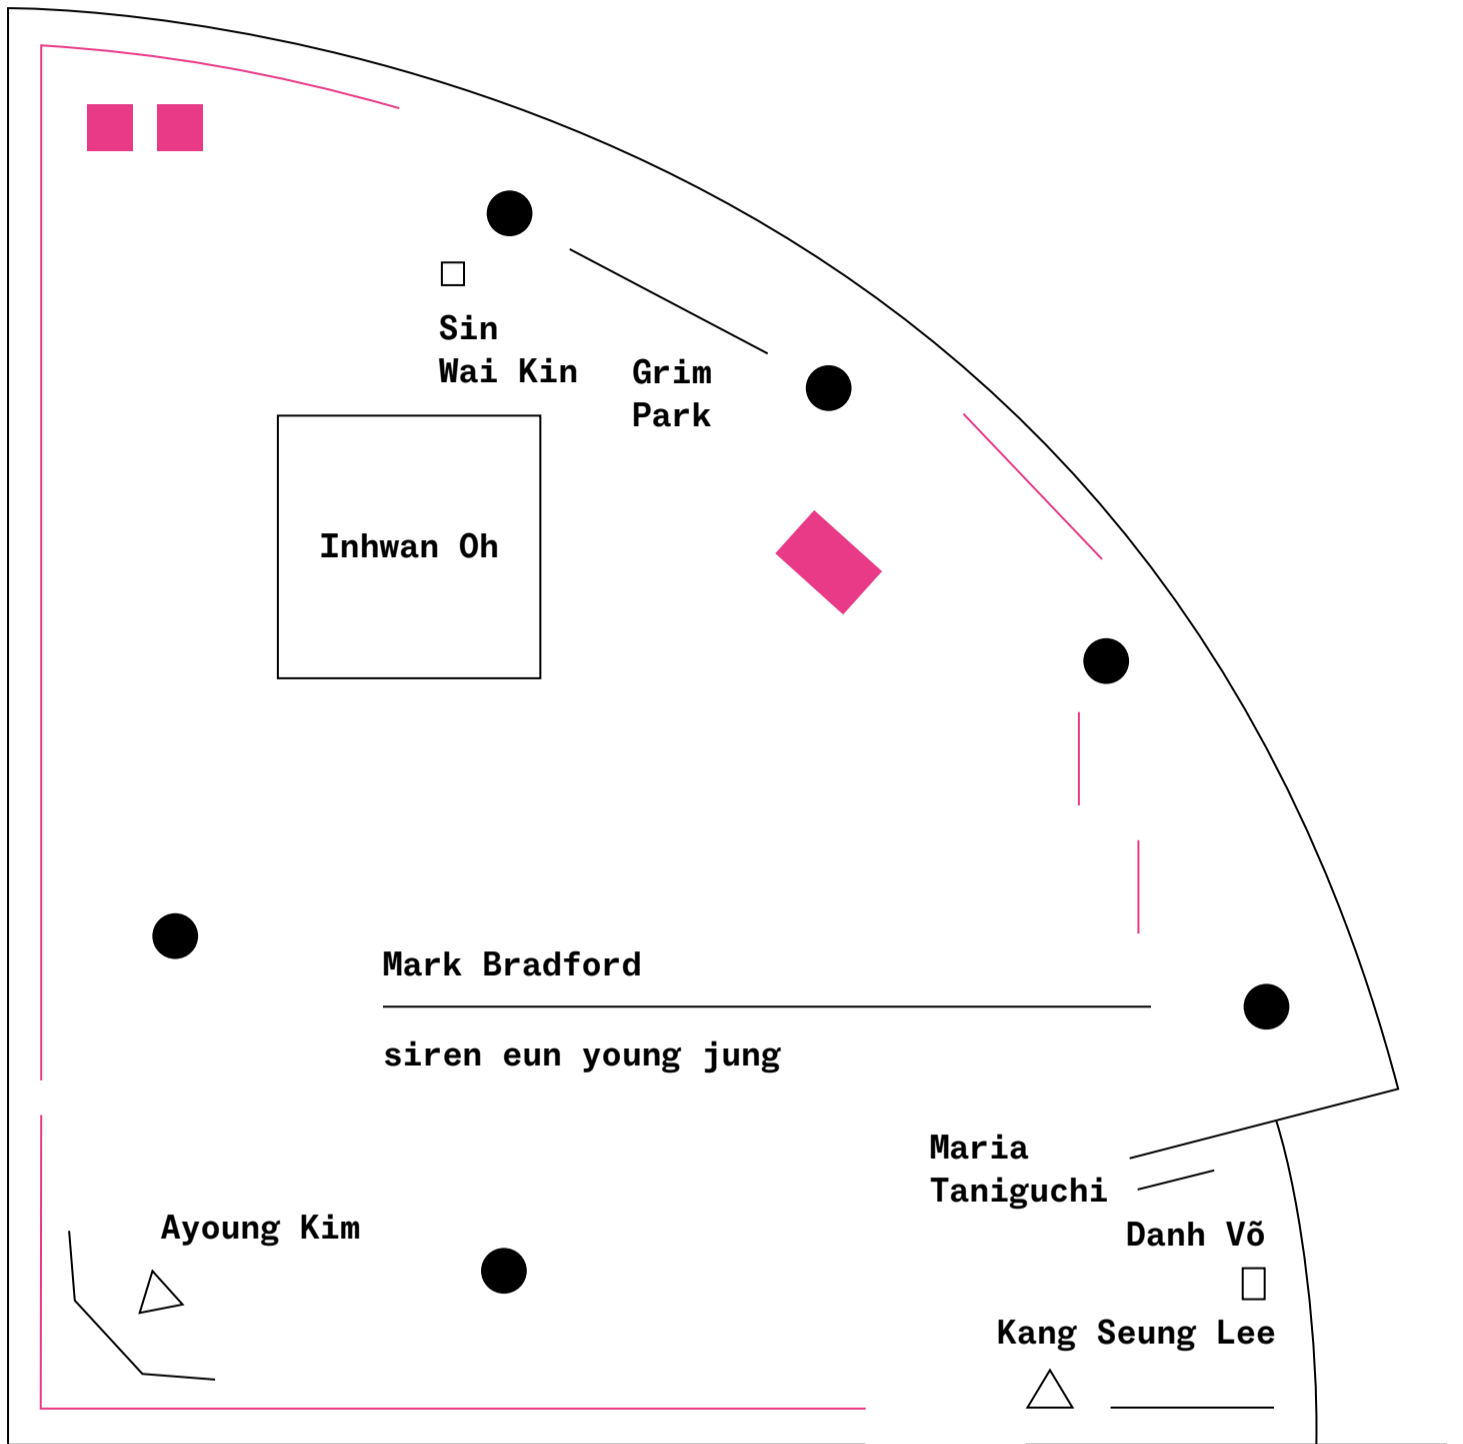 Sin
Wai Kin
Grim
Park
Inhwan Oh
Mark Bradford
siren eun young jung
Maria
Taniguchi
Ayoung Kim
Danh Võ
Kang Seung Lee